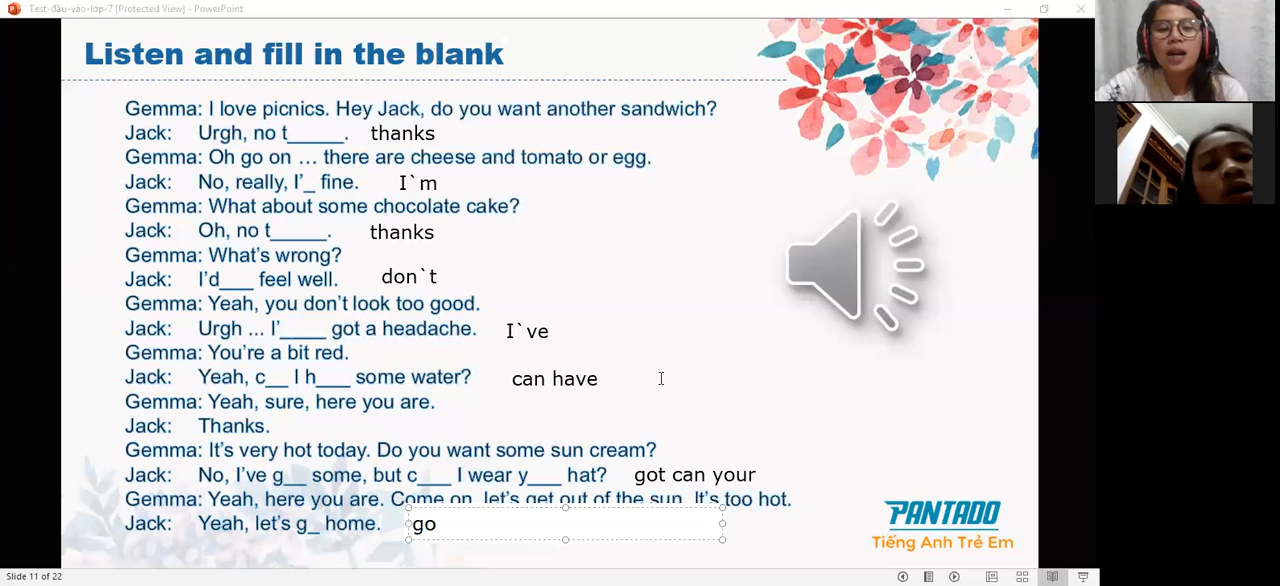 Test-đầu-vào-lớp-7 [Protected View] - PowerPoint
Listen and fill in the blank
Gemma: I love picnics. Hey Jack, do you want another sandwich?
Jack: Urgh, no t_____. thanks
Gemma: Oh go on … there are cheese and tomato or egg.
Jack: No, really, I'_ fine. I`m
Gemma: What about some chocolate cake?
Jack: Oh, no t_____. thanks
Gemma: What's wrong?
Jack: I'd___ feel well. don`t
Gemma: Yeah, you don't look too good.
Jack: Urgh ... I'____ got a headache. I`ve
Gemma: You're a bit red.
Jack: Yeah, c__ I h___ some water? can have
Gemma: Yeah, sure, here you are.
Jack: Thanks.
Gemma: It's very hot today. Do you want some sun cream?
Jack: No, I've g__ some, but c___ I wear y___ hat? got can your
Gemma: Yeah, here you are. Come on, let's get out of the sun. It's too hot.
Jack: Yeah, let's g_ home. go
PANTADO
Tiếng Anh Trẻ Em
Slide 11 of 22